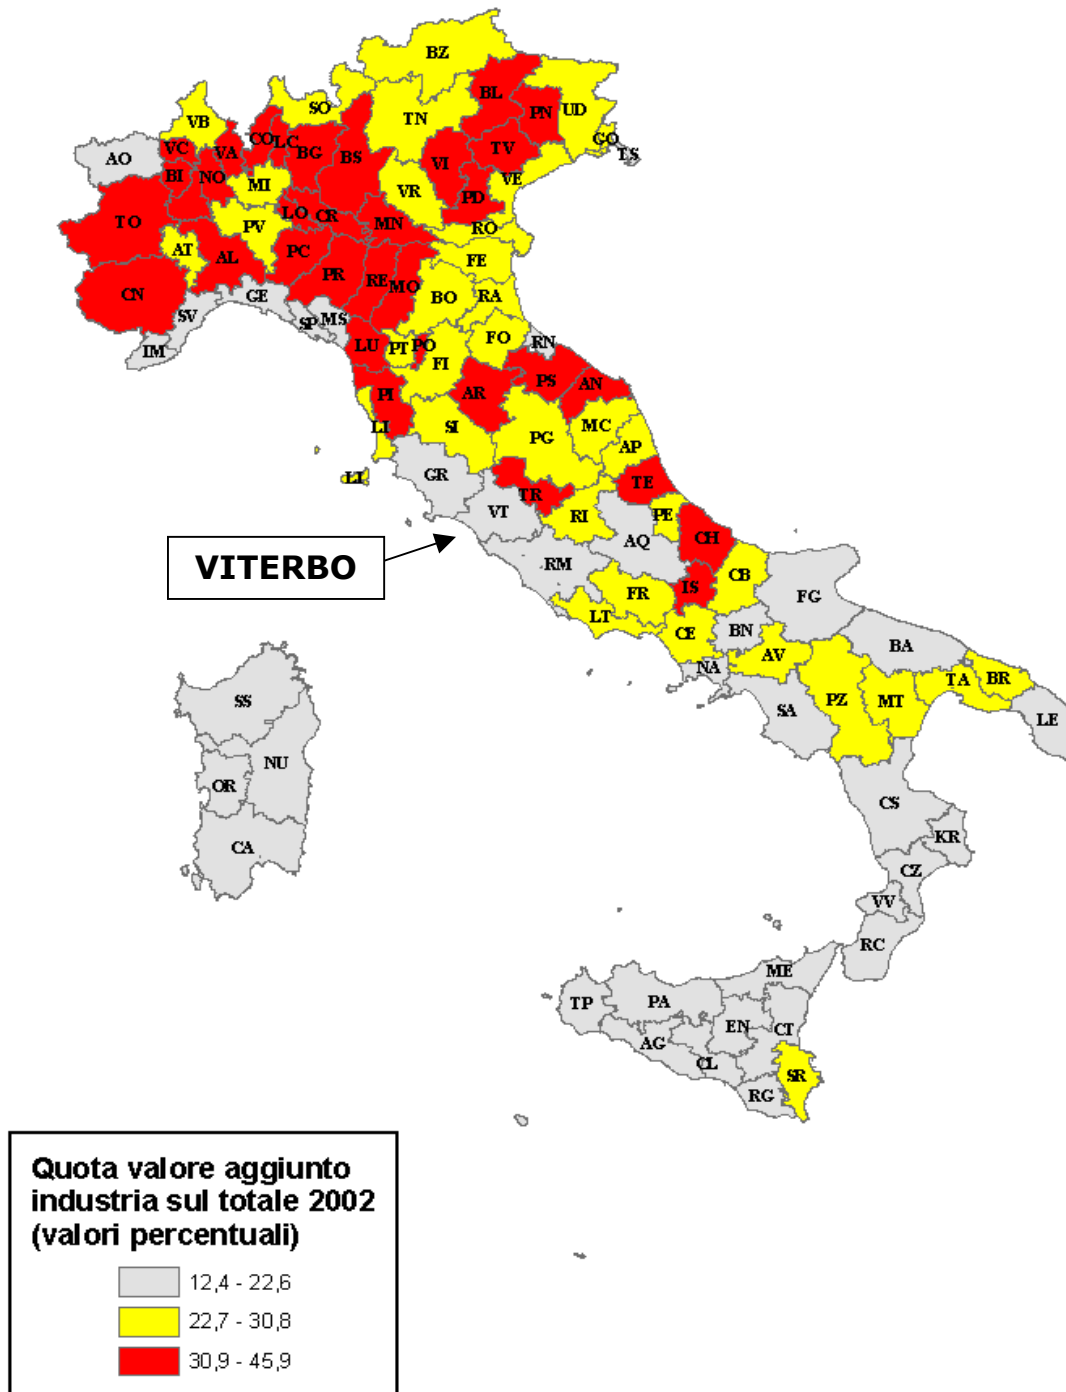 BZ
BL
SO
TN
PN
UD
VB
CO
LC
BG
BS
GO
TS
AO
VC
VA
VI
TV
BI
NO
MI
VR
PD
VE
TO
PV
LO
CR
MN
RO
AT
AL
PC
FE
CN
PR
RE
MO
BO
RA
GE
SV
SP
MS
IM
LU
PT
PO
FO
RN
FI
PI
AR
PS
AN
LI
SI
PG
MC
AP
LI
GR
TR
TE
VT
RI
PE
AQ
CH
VITERBO
RM
CB
IS
FR
FG
LT
CE
BN
BA
AV
NA
TA
BR
SS
SA
PZ
MT
LE
NU
OR
CS
CA
KR
CZ
VV
RC
ME
TP
PA
EN
CT
AG
CL
SR
RG
Quota valore aggiunto
industria sul totale 2002
(valori percentuali)
12,4 - 22,6
22,7 - 30,8
30,9 - 45,9